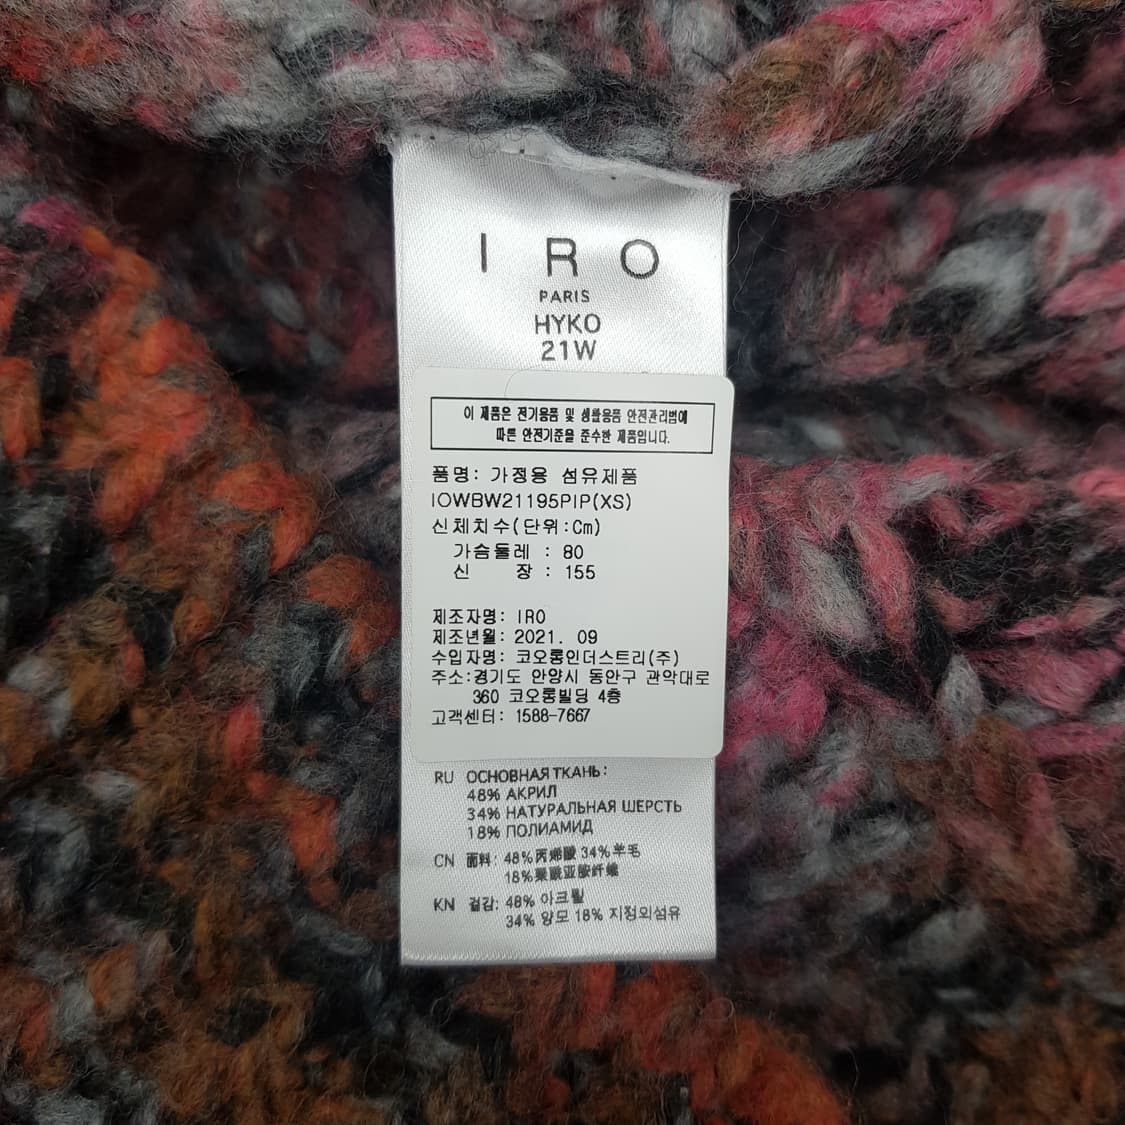 IRO
PARIS
HYKO
21W
이 제품은 전기용품 및 생활용품 안전관리법에
따른 안전기준을 준수한 제품입니다.
품명: 가정용 섬유제품
IOWBW21195PIP(XS)
신체치수(단위:Cm)
가슴둘레 : 80
신 장 : 155
제조자명: IRO
제조년월: 2021. 09
수입자명: 코오롱인더스트리(주)
주소:경기도 안양시 동안구 관악대로
360 코오롱빌딩 4층
고객센터: 1588-7667
RU ОСНОВНАЯ ТКАНЬ:
48% АКРИЛ
34% НАТУРАЛЬНАЯ ШЕРСТЬ
18% ПОЛИАМИД
CN 面料: 48%丙烯酸 34%羊毛
18%聚酰亚胺纤维
KN 겉감: 48% 아크릴
34% 양모 18% 지정외섬유